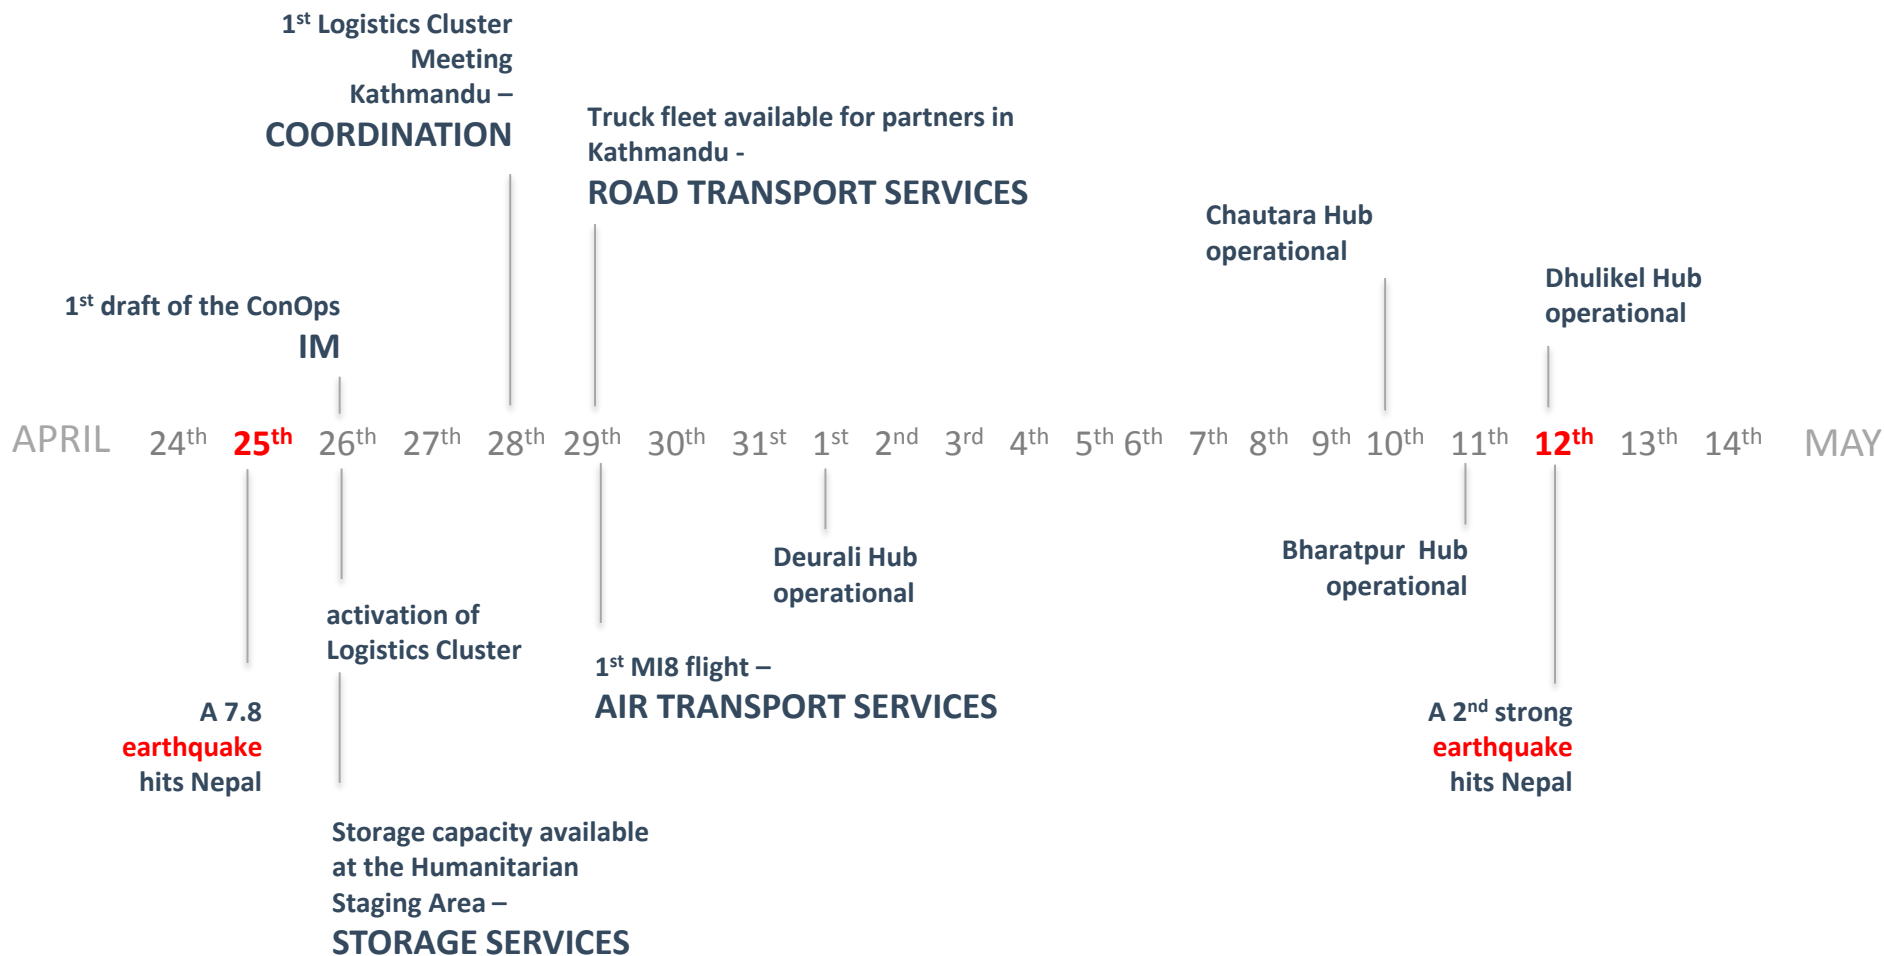 1st Logistics Cluster
Meeting
Kathmandu –
COORDINATION
Truck fleet available for partners in
Kathmandu -
ROAD TRANSPORT SERVICES
Chautara Hub
operational
Dhulikel Hub
operational
1st draft of the ConOps
IM
APRIL 24th 25th 26th 27th 28th 29th 30th 31st 1st 2nd 3rd 4th 5th 6th 7th 8th 9th 10th 11th 12th 13th 14th MAY
Deurali Hub
operational
Bharatpur Hub
operational
activation of
Logistics Cluster
1st MI8 flight –
AIR TRANSPORT SERVICES
A 7.8
earthquake
hits Nepal
A 2nd strong
earthquake
hits Nepal
Storage capacity available
at the Humanitarian
Staging Area –
STORAGE SERVICES